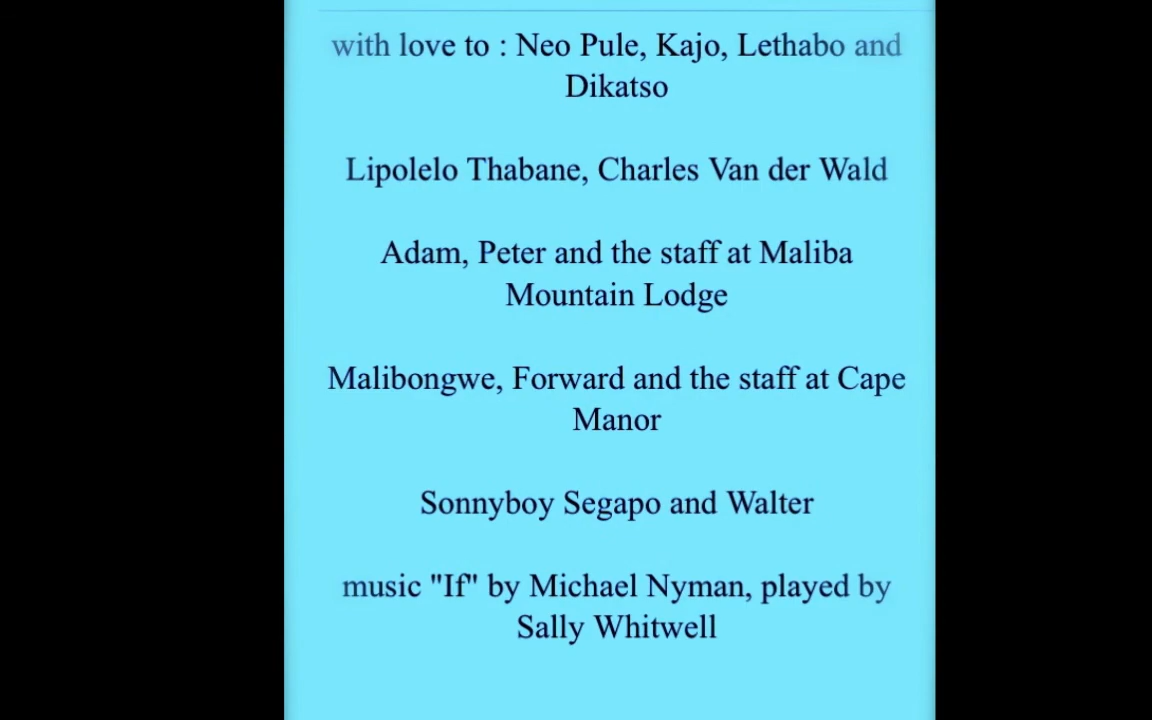 with love to : Neo Pule, Kajo, Lethabo and
Dikatso
Lipolelo Thabane, Charles Van der Wald
Adam, Peter and the staff at Maliba
Mountain Lodge
Malibongwe, Forward and the staff at Cape
Manor
Sonnyboy Segapo and Walter
music "If" by Michael Nyman, played by
Sally Whitwell